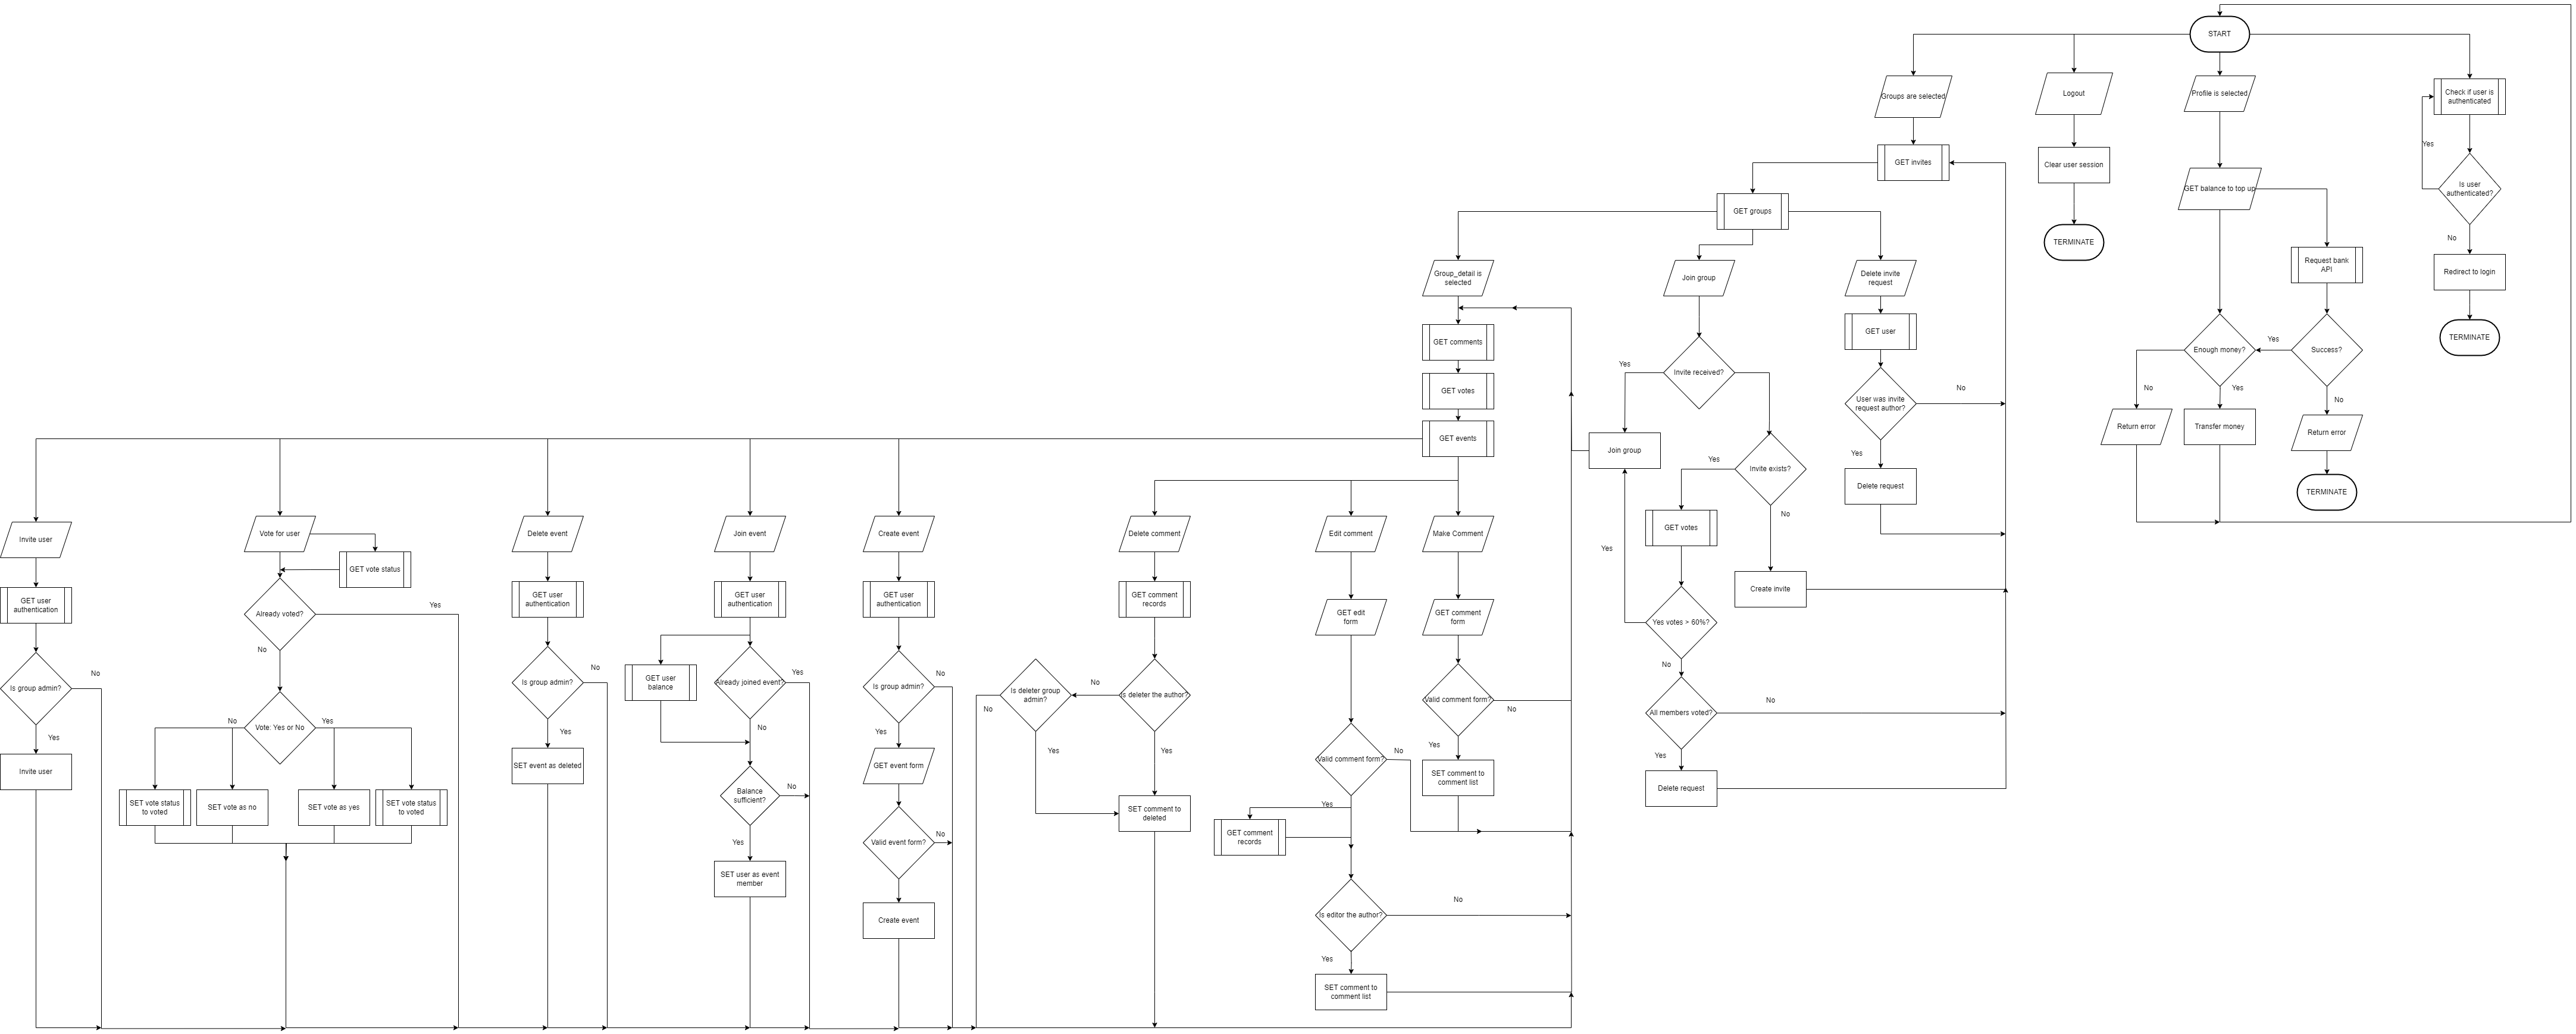 START
Groups are selected
Logout
Profile is selected
Check if user is
authenticated
Yes
GET invites
Clear user session
GET balance to top up
Is user
authenticated?
GET groups
No
TERMINATE
Request bank
API
Redirect to login
Group_detail is
selected
Join group
Delete invite
request
GET user
TERMINATE
GET comments
Enough money?
Yes
Success?
Yes
Invite received?
GET votes
No
No
Yes
No
User was invite
request author?
Return error
Transfer money
Return error
GET events
Join group
Yes
Yes
Invite exists?
Delete request
TERMINATE
No
GET votes
Yes
Create invite
Yes votes > 60%?
No
All members voted?
No
Yes
Delete request
Invite user
Vote for user
Delete event
Join event
Create event
Delete comment
Edit comment
Make Comment
GET vote status
GET user
authentication
Already voted?
Yes
GET user
authentication
GET user
authentication
GET user
authentication
GET comment
records
GET edit
form
GET comment
form
No
Is group admin?
No
Is group admin?
No
GET user
balance
Already joined event?
Yes
Is group admin?
No
Is deleter group
admin?
No
Is deleter the author?
Valid comment form?
No
No
Yes
Vote: Yes or No
No
Yes
Yes
No
Yes
Yes
Yes
Yes
Invite user
SET event as deleted
GET event form
Valid comment form?
No
SET comment to
comment list
SET vote status
to voted
SET vote as no
SET vote as yes
SET vote status
to voted
Balance
sufficient?
No
SET comment to
deleted
Yes
GET comment
records
Yes
Valid event form?
No
SET user as event
member
Create event
Is editor the author?
No
Yes
SET comment to
comment list